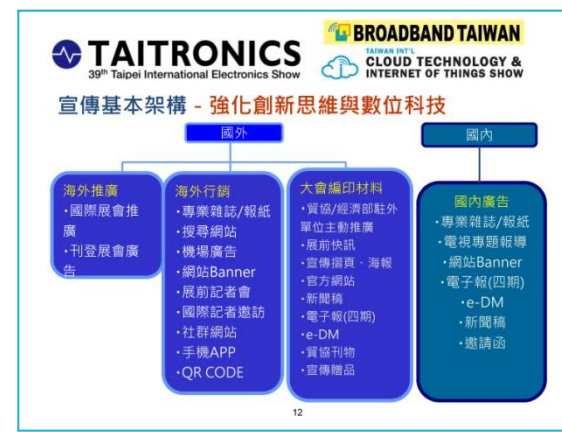 TAITRONICS
39th Taipei International Electronics Show
BROADBAND TAIWAN
TAIWAN INT'L
CLOUD TECHNOLOGY &
INTERNET OF THINGS SHOW
宣傳基本架構 - 強化創新思維與數位科技
國外
海外推廣
·國際展會推
廣
·刊登展會廣
告
海外行銷
·專業雜誌/報紙
·搜尋網站
·機場廣告
·網站Banner
·展前記者會
·國際記者邀訪
·社群網站
·手機APP
·QR CODE
大會編印材料
·貿協/經濟部駐外
單位主動推廣
·展前快訊
·宣傳摺頁、海報
·官方網站
·新聞稿
·電子報(四期)
·e-DM
·貿協刊物
·宣傳贈品
國內
國內廣告
·專業雜誌/報紙
·電視專題報導
·網站Banner
·電子報(四期)
·e-DM
·新聞稿
·邀請函
12